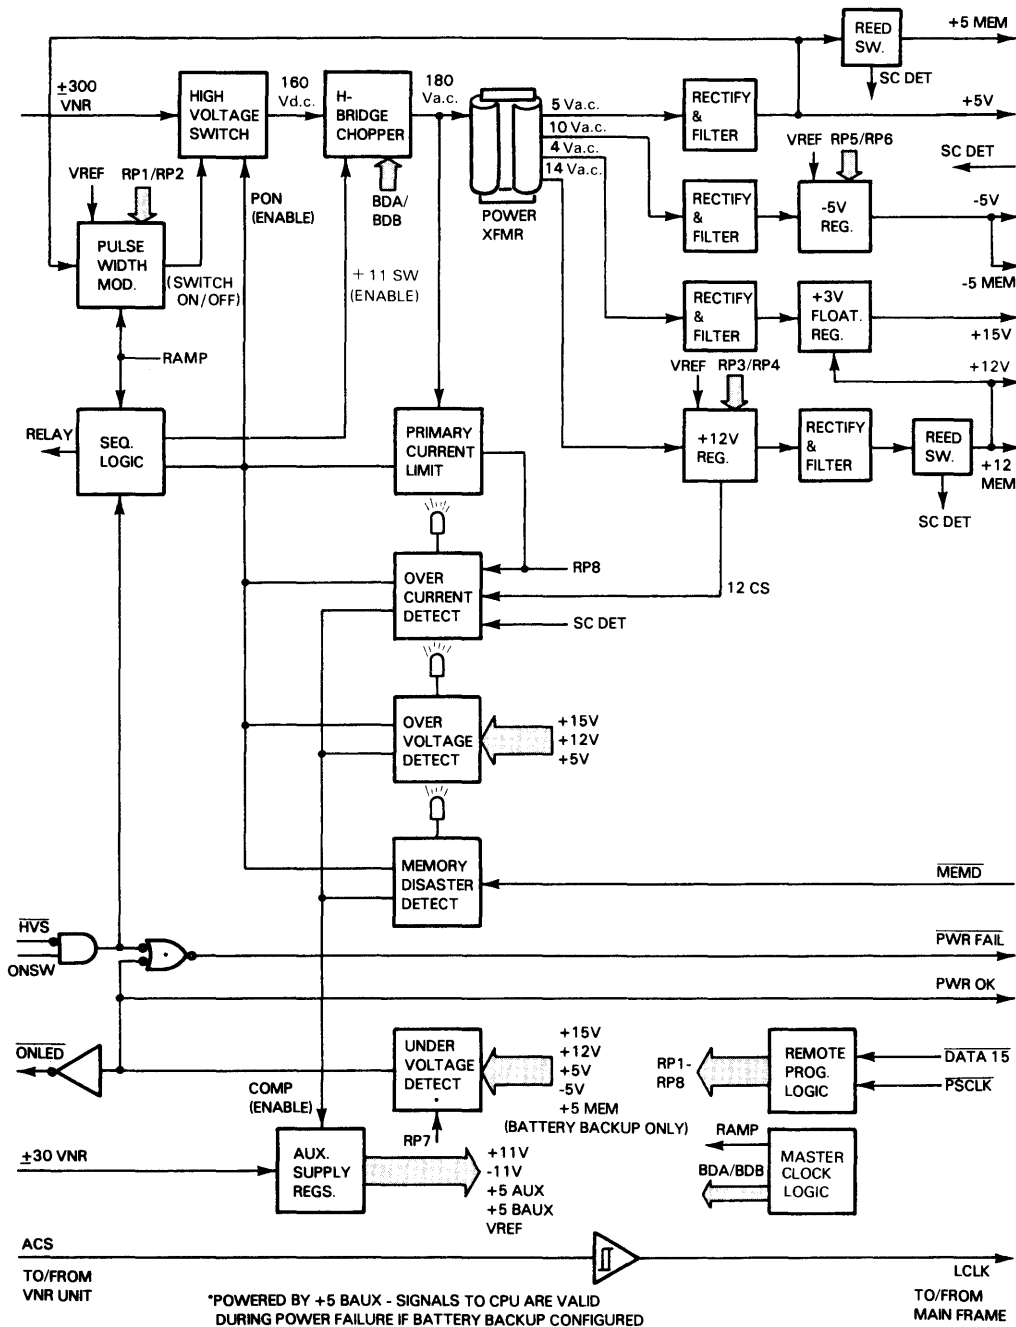 REED
SW.
+5 MEM
SC DET
±300
VNR
HIGH
VOLTAGE
SWITCH
160
Vd.c.
H-
BRIDGE
CHOPPER
180
Va.c.
5 Va.c.
10 Va.c.
4 Va.c.
14 Va.c.
POWER
XFMR
RECTIFY
&
FILTER
+5V
VREF
RP5/RP6
SC DET
VREF
RP1/RP2
PON
(ENABLE)
BDA/
BDB
RECTIFY
&
FILTER
-5V
REG.
-5V
-5 MEM
PULSE
WIDTH
MOD.
(SWITCH
ON/OFF)
+11 SW
(ENABLE)
RECTIFY
&
FILTER
+3V
FLOAT.
REG.
+15V
RAMP
VREF
RP3/RP4
+12V
RELAY
SEQ.
LOGIC
PRIMARY
CURRENT
LIMIT
+12V
REG.
RECTIFY
&
FILTER
REED
SW.
+12
MEM
SC DET
OVER
CURRENT
DETECT
RP8
12 CS
SC DET
OVER
VOLTAGE
DETECT
+15V
+12V
+5V
MEMORY
DISASTER
DETECT
MEMD
HVS
ONSW
PWR FAIL
PWR OK
ONLED
COMP
(ENABLE)
UNDER
VOLTAGE
DETECT
*
RP7
+15V
+12V
+5V
-5V
+5 MEM
(BATTERY BACKUP ONLY)
RP1-
RP8
REMOTE
PROG.
LOGIC
DATA 15
PSCLK
±30 VNR
AUX.
SUPPLY
REGS.
+11V
-11V
+5 AUX
+5 BAUX
VREF
RAMP
BDA/BDB
MASTER
CLOCK
LOGIC
ACS
LCLK
TO/FROM
VNR UNIT
TO/FROM
MAIN FRAME
*POWERED BY +5 BAUX - SIGNALS TO CPU ARE VALID
DURING POWER FAILURE IF BATTERY BACKUP CONFIGURED